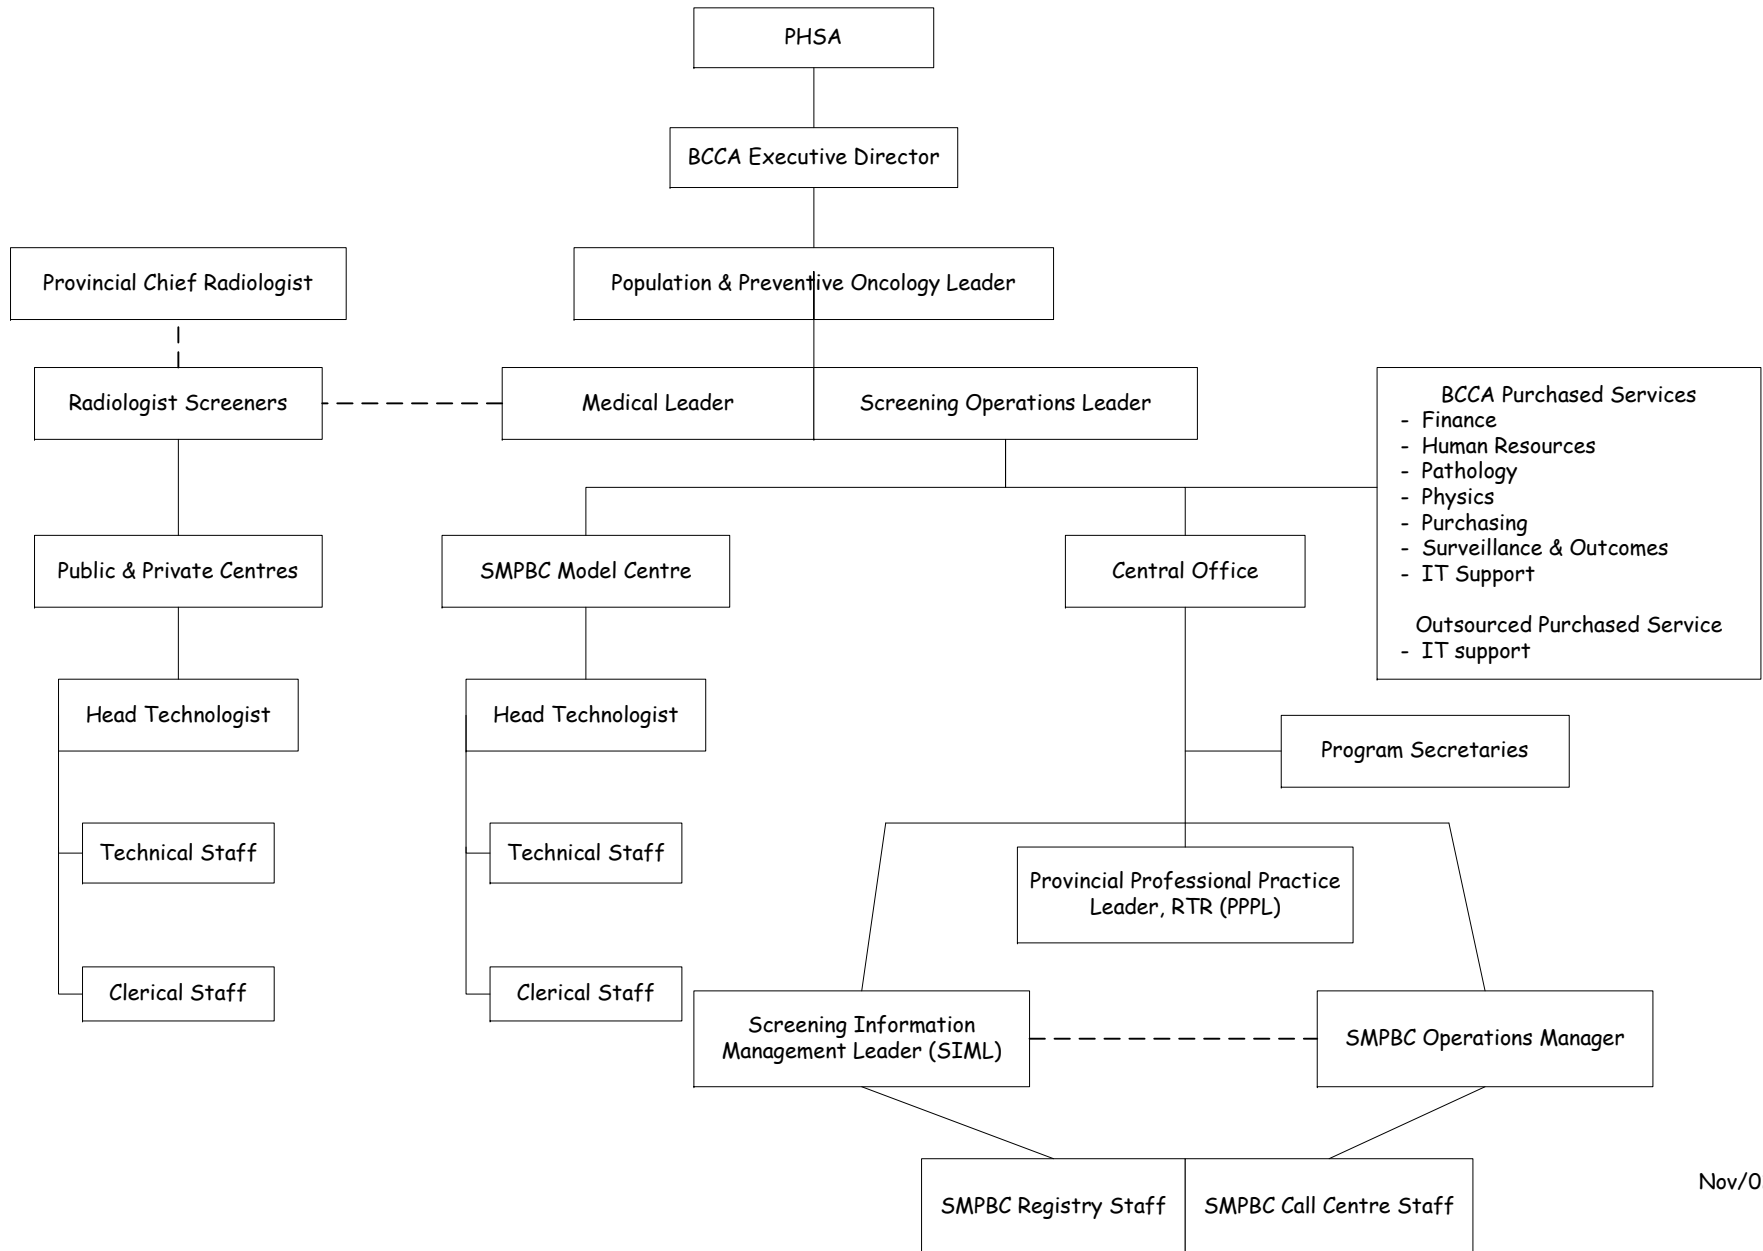 PHSA
BCCA Executive Director
Provincial Chief Radiologist
Population & Preventive Oncology Leader
Radiologist Screeners
Medical Leader
Screening Operations Leader
BCCA Purchased Services
- Finance
- Human Resources
- Pathology
- Physics
- Purchasing
- Surveillance & Outcomes
- IT Support
Outsourced Purchased Service
- IT support
Public & Private Centres
SMPBC Model Centre
Central Office
Head Technologist
Head Technologist
Program Secretaries
Technical Staff
Technical Staff
Provincial Professional Practice
Leader, RTR (PPPL)
Clerical Staff
Clerical Staff
Screening Information
Management Leader (SIML)
SMPBC Operations Manager
SMPBC Registry Staff
SMPBC Call Centre Staff
Nov/0